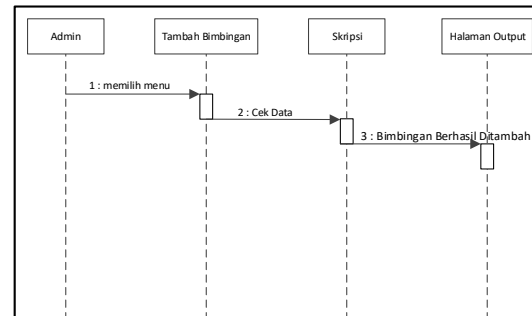 Admin
Tambah Bimbingan
Skripsi
Halaman Output
1 : memilih menu
2 : Cek Data
3 : Bimbingan Berhasil Ditambah